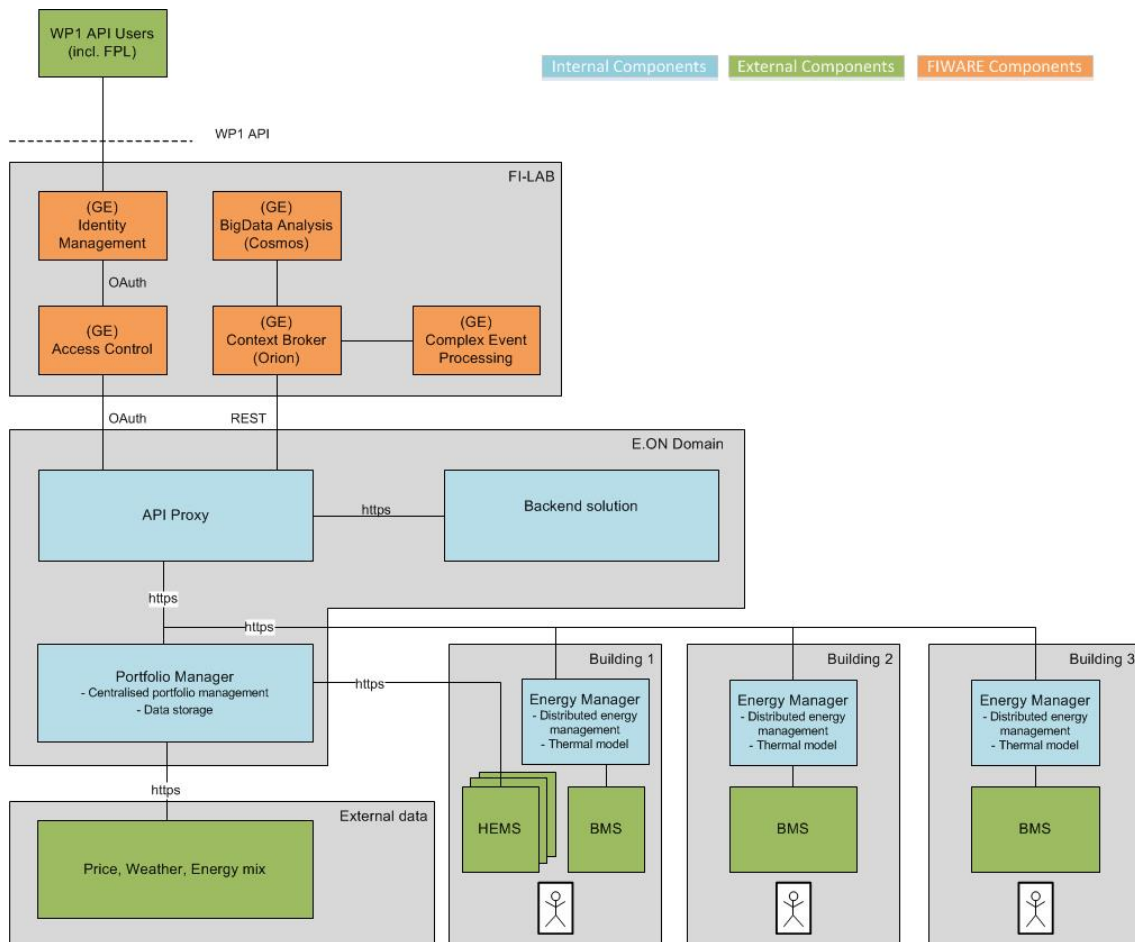 WP1 API Users
(incl. FPL)
Internal Components
External Components
FIWARE Components
WP1 API
FI-LAB
(GE)
Identity
Management
(GE)
BigData Analysis
(Cosmos)
OAuth
(GE)
Access Control
(GE)
Context Broker
(Orion)
(GE)
Complex Event
Processing
OAuth
REST
E.ON Domain
API Proxy
https
Backend solution
https
https
Portfolio Manager
- Centralised portfolio management
- Data storage
https
Building 1
Energy Manager
- Distributed energy
management
- Thermal model
HEMS
BMS
Building 2
Energy Manager
- Distributed energy
management
- Thermal model
BMS
Building 3
Energy Manager
- Distributed energy
management
- Thermal model
BMS
https
External data
Price, Weather, Energy mix